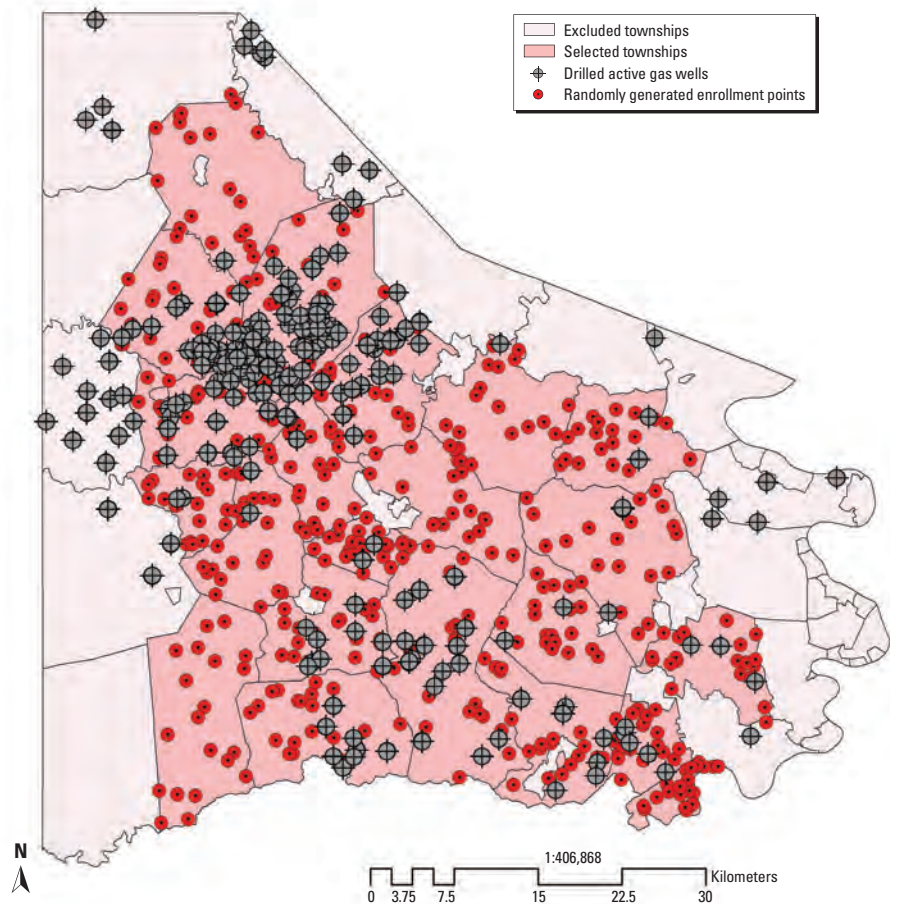 Excluded townships
Selected townships
Drilled active gas wells
Randomly generated enrollment points
N
1:406,868
Kilometers
0 3.75 7.5 15 22.5 30